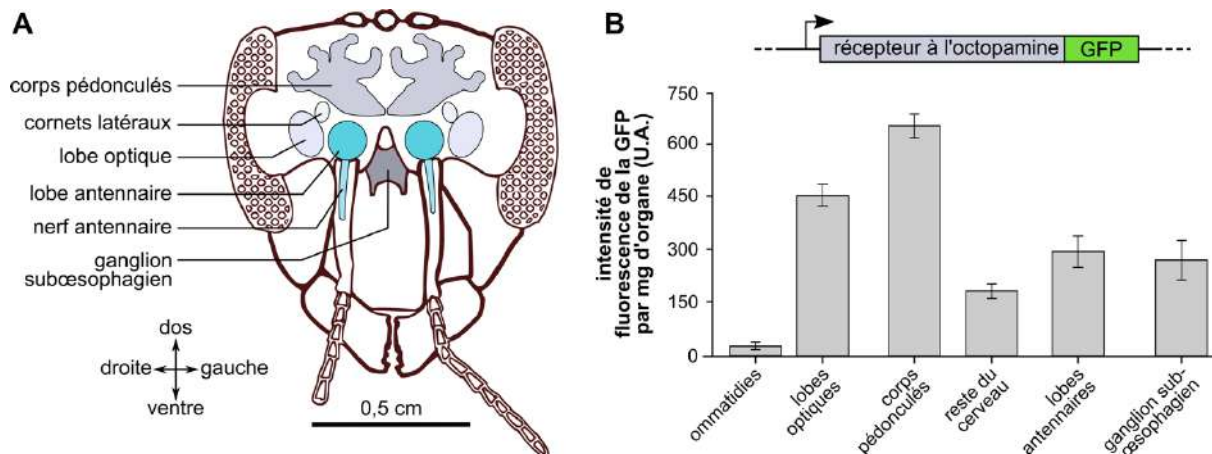 A
corps pédonculés
cornets latéraux
lobe optique
lobe antennaire
nerf antennaire
ganglion
subœsophagien
dos
droite
gauche
ventre
0,5 cm
B
récepteur à l'octopamine
GFP
intensité de
fluorescence de la GFP
par mg d'organe (U.A.)
750
600
450
300
150
0
ommatidies
lobes
optiques
corps
pédonculés
reste du
cerveau
lobes
antennaires
ganglion sub-
œsophagien